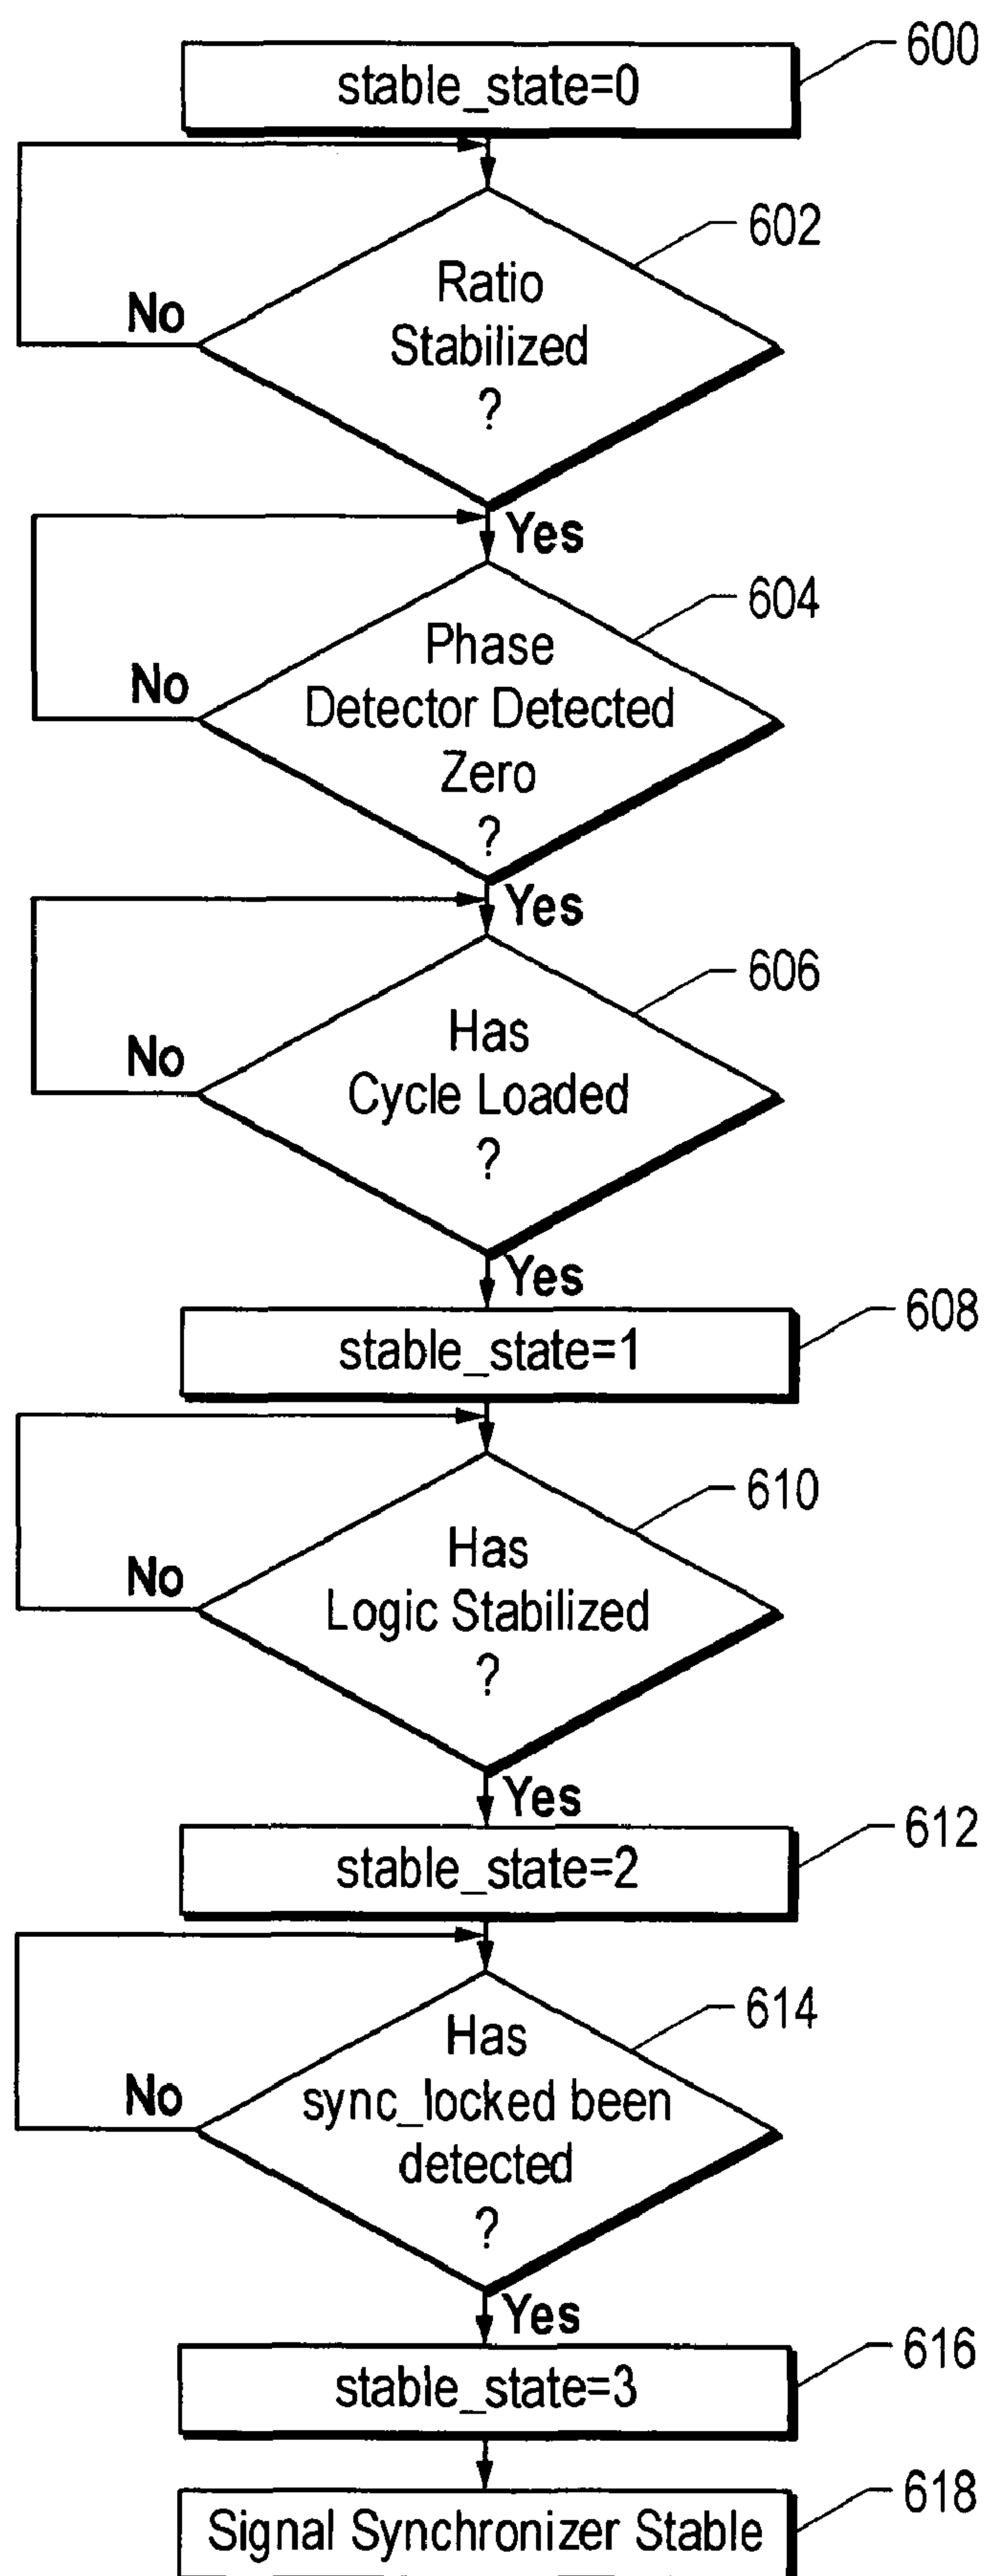 stable_state=0
600
602
Ratio
Stabilized
?
No
Yes
604
Phase
Detector Detected
Zero
?
No
Yes
606
Has
Cycle Loaded
?
No
Yes
stable_state=1
608
610
Has
Logic Stabilized
?
No
Yes
stable_state=2
612
614
Has
sync_locked been
detected
?
No
Yes
stable_state=3
616
Signal Synchronizer Stable
618